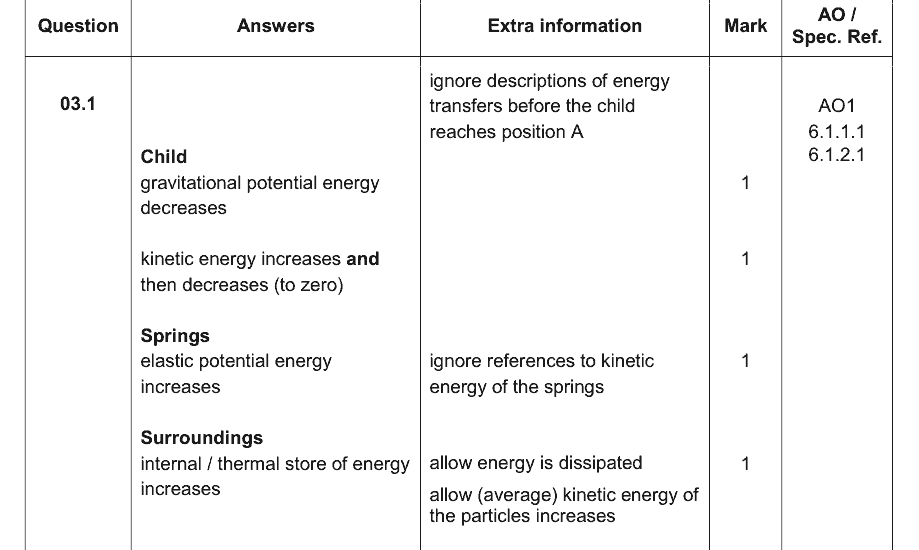 Question Answers Extra information Mark AO /
Spec. Ref.
ignore descriptions of energy
03.1 transfers before the child AO1
reaches position A 6.1.1.1
Child 6.1.2.1
gravitational potential energy 1
decreases
kinetic energy increases and 1
then decreases (to zero)
Springs
elastic potential energy ignore references to kinetic 1
increases energy of the springs
Surroundings
internal / thermal store of energy allow energy is dissipated 1
increases allow (average) kinetic energy of
the particles increases